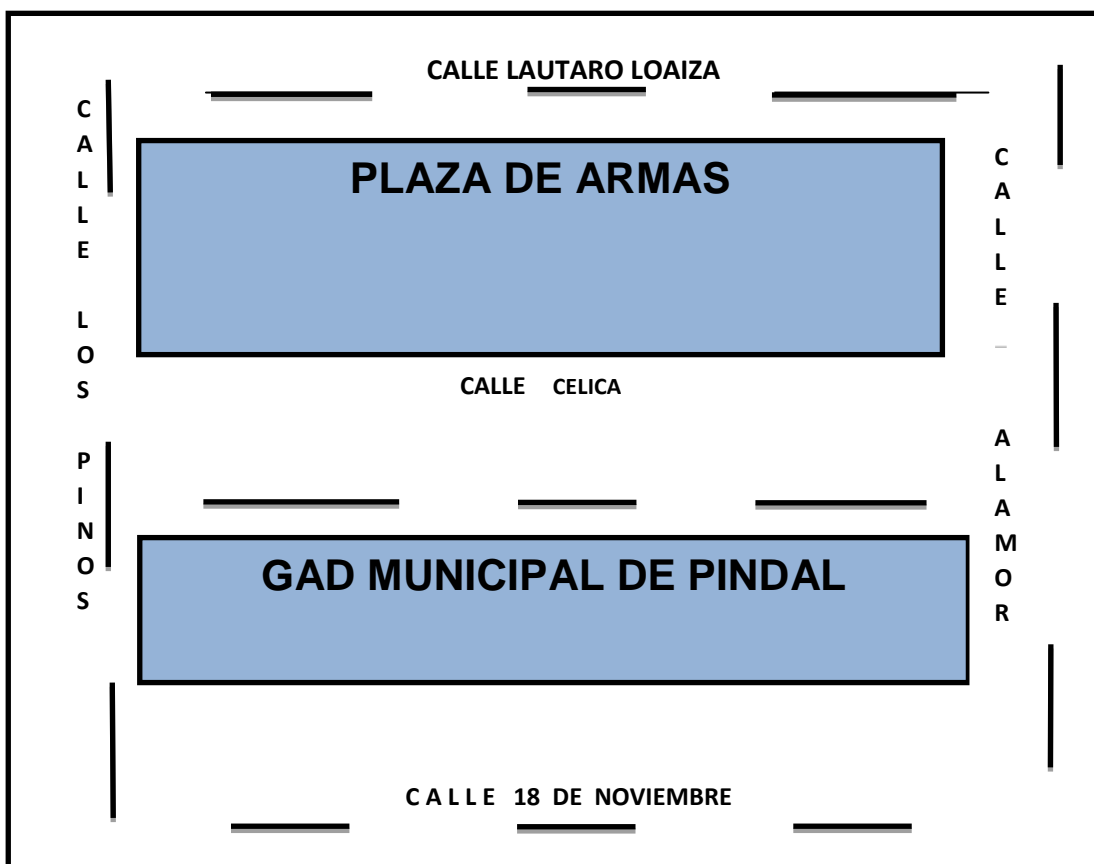 CALLE LAUTARO LOAIZA
CALLE LOS PINOS
PLAZA DE ARMAS
CALLE ALAMOR
CALLE CELICA
GAD MUNICIPAL DE PINDAL
CALLE 18 DE NOVIEMBRE